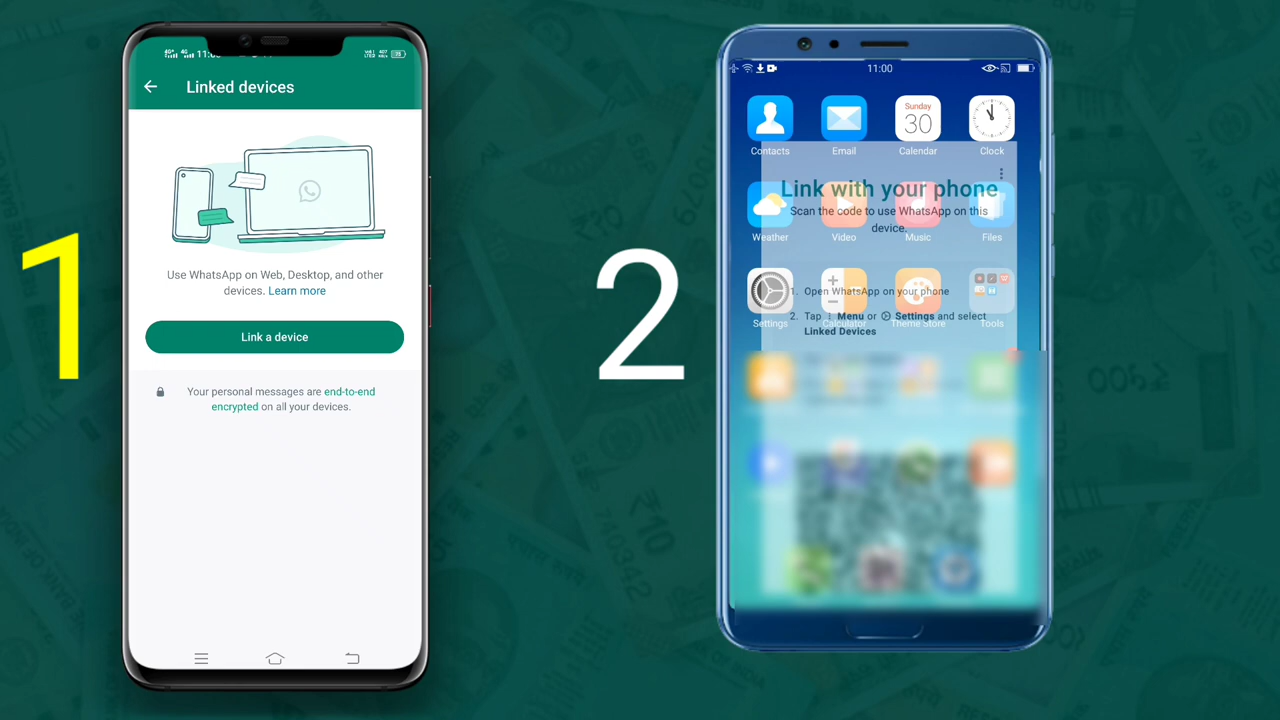 1
11:0
Linked devices
Use WhatsApp on Web, Desktop, and other
devices. Learn more
Link a device
Your personal messages are end-to-end
encrypted on all your devices.
2
11:00
Sunday
30
Contacts
Email
Calendar
Clock
Link with your phone
Scan the code to use WhatsApp on this
device.
Weather
Video
Music
Files
1. Open WhatsApp on your phone
2. Tap ⋮ Menu or Settings and select
Linked Devices
Settings
Calculator
Theme Store
Tools